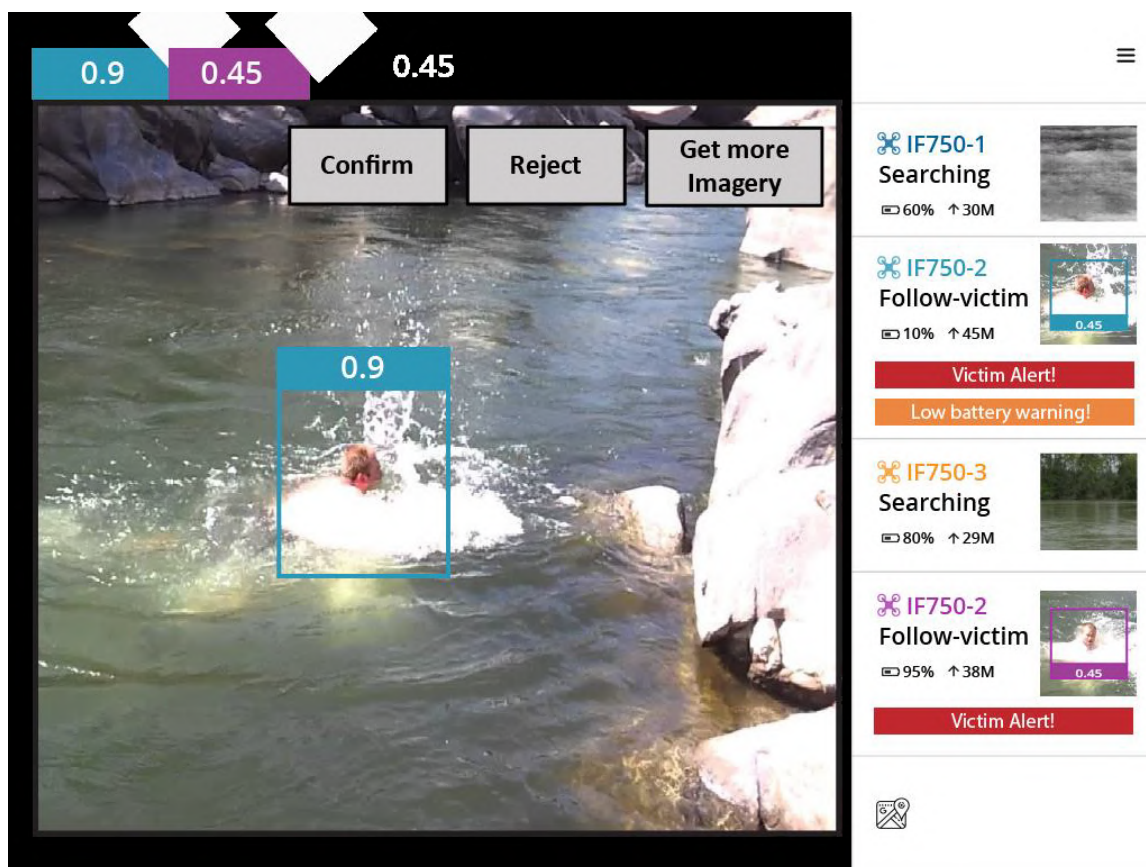 0.9
0.45
0.45
Confirm
Reject
Get more
Imagery
0.9
IF750-1
Searching
60% ↑30M
IF750-2
Follow-victim
10% ↑45M
0.45
Victim Alert!
Low battery warning!
IF750-3
Searching
80% ↑29M
IF750-2
Follow-victim
95% ↑38M
0.45
Victim Alert!